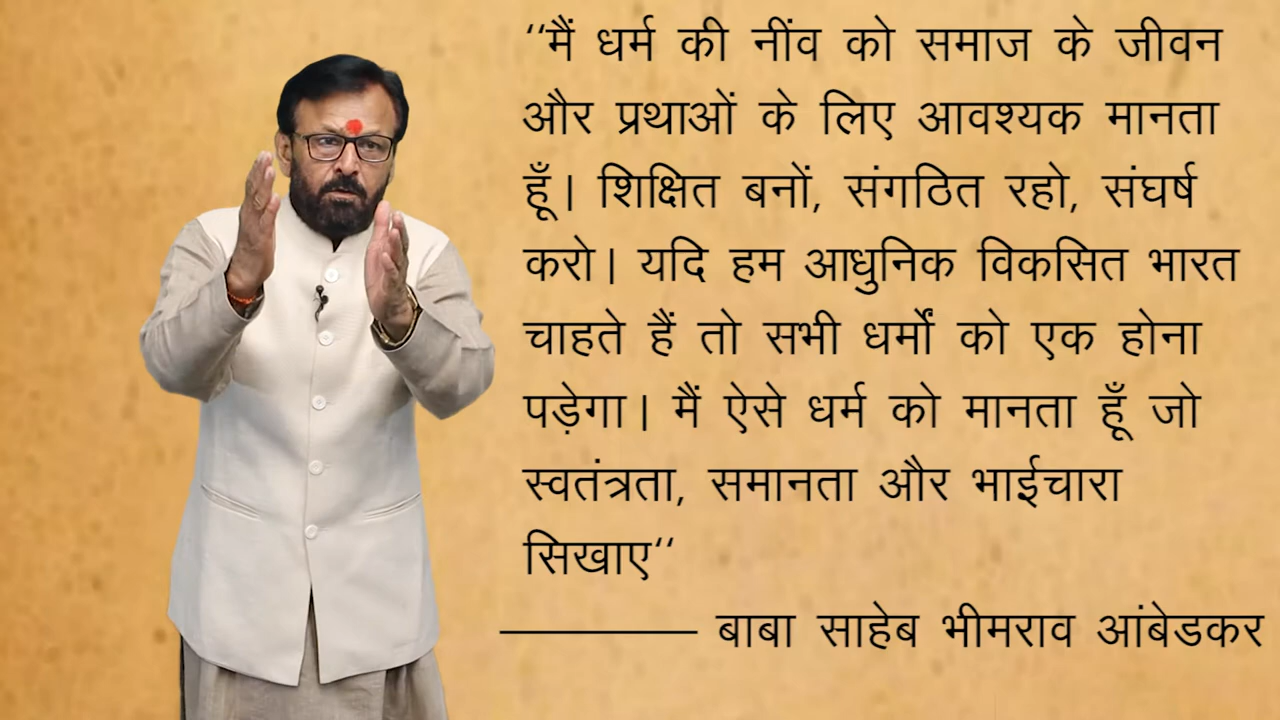 ‘‘मैं धर्म की नींव को समाज के जीवन
और प्रथाओं के लिए आवश्यक मानता
हूँ। शिक्षित बनों, संगठित रहो, संघर्ष
करो। यदि हम आधुनिक विकसित भारत
चाहते हैं तो सभी धर्मों को एक होना
पड़ेगा। मैं ऐसे धर्म को मानता हूँ जो
स्वतंत्रता, समानता और भाईचारा
सिखाए‘‘
———— बाबा साहेब भीमराव आंबेडकर